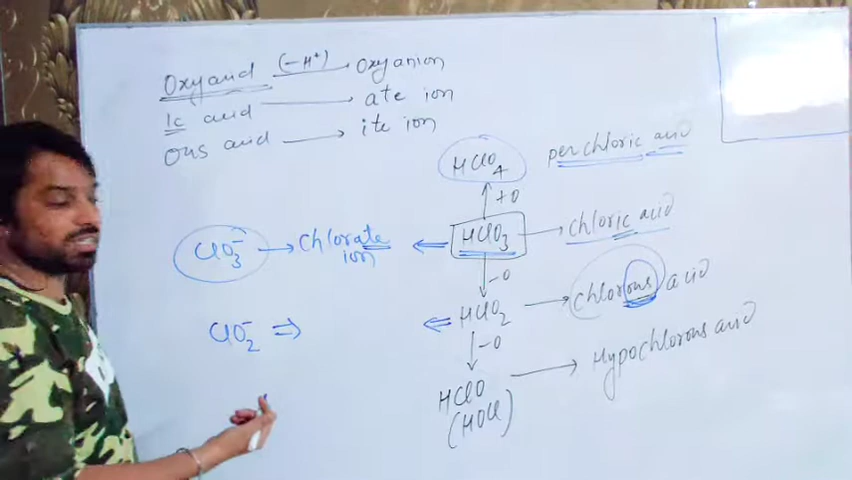 Oxyacid (-H⁺) Oxyanion
Ic acid → ate ion
Ous acid → ite ion
HClO₄ perchloric acid
+O
ClO₃⁻ → Chlorate ion ⇐ HClO₃ → chloric acid
-O
ClO₂⁻ ⇒ ⇐ HClO₂ → chlorous acid
-O
HClO → Hypochlorous acid
(HOCl)